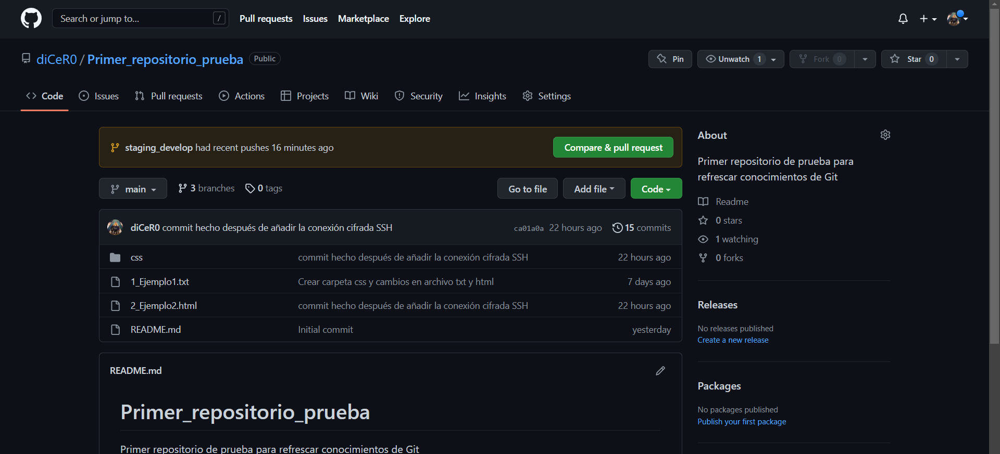 Search or jump to... /
Pull requests Issues Marketplace Explore
diCeR0 / Primer_repositorio_prueba Public
Pin Unwatch 1 Fork 0 Star 0
Code Issues Pull requests Actions Projects Wiki Security Insights Settings
staging_develop had recent pushes 16 minutes ago
Compare & pull request
main 3 branches 0 tags
Go to file Add file Code
diCeR0 commit hecho después de añadir la conexión cifrada SSH ca01a0a 22 hours ago 15 commits
css commit hecho después de añadir la conexión cifrada SSH 22 hours ago
1_Ejemplo1.txt Crear carpeta css y cambios en archivo txt y html 7 days ago
2_Ejemplo2.html commit hecho después de añadir la conexión cifrada SSH 22 hours ago
README.md Initial commit yesterday
README.md
Primer_repositorio_prueba
Primer repositorio de prueba para refrescar conocimientos de Git
About
Primer repositorio de prueba para
refrescar conocimientos de Git
Readme
0 stars
1 watching
0 forks
Releases
No releases published
Create a new release
Packages
No packages published
Publish your first package